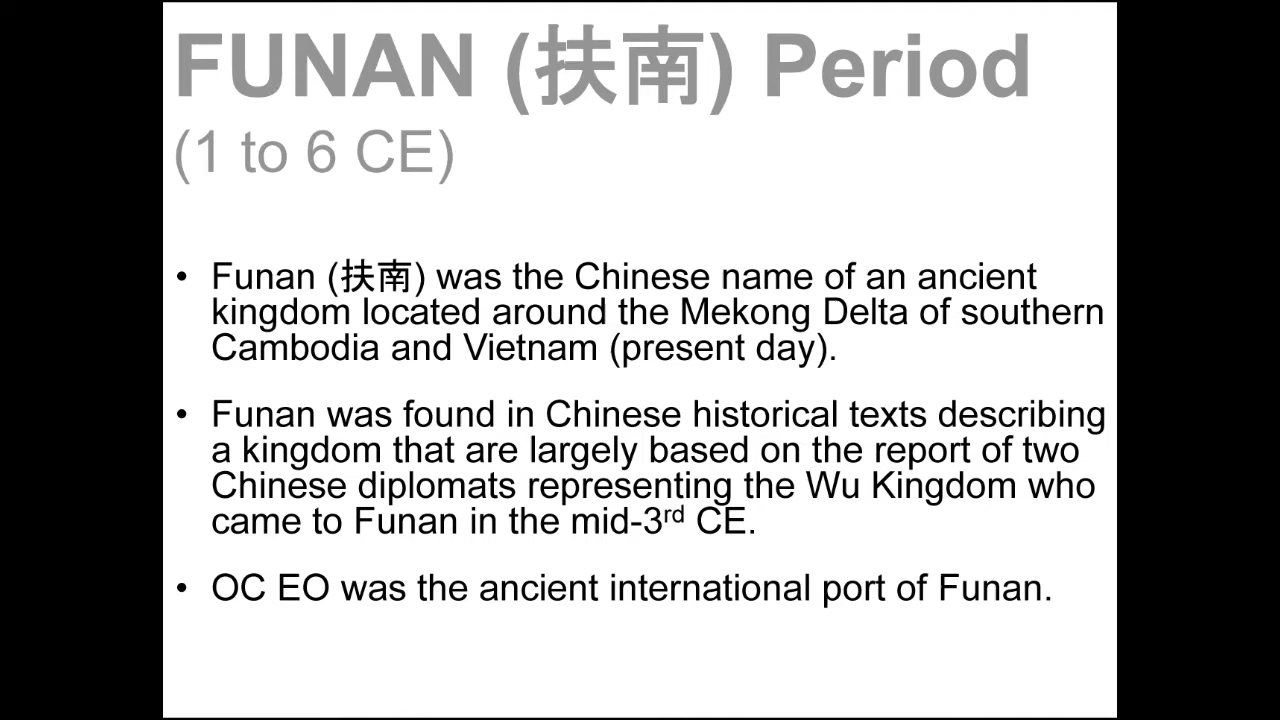 FUNAN (扶南) Period
(1 to 6 CE)
• Funan (扶南) was the Chinese name of an ancient
kingdom located around the Mekong Delta of southern
Cambodia and Vietnam (present day).
• Funan was found in Chinese historical texts describing
a kingdom that are largely based on the report of two
Chinese diplomats representing the Wu Kingdom who
came to Funan in the mid-3rd CE.
• OC EO was the ancient international port of Funan.